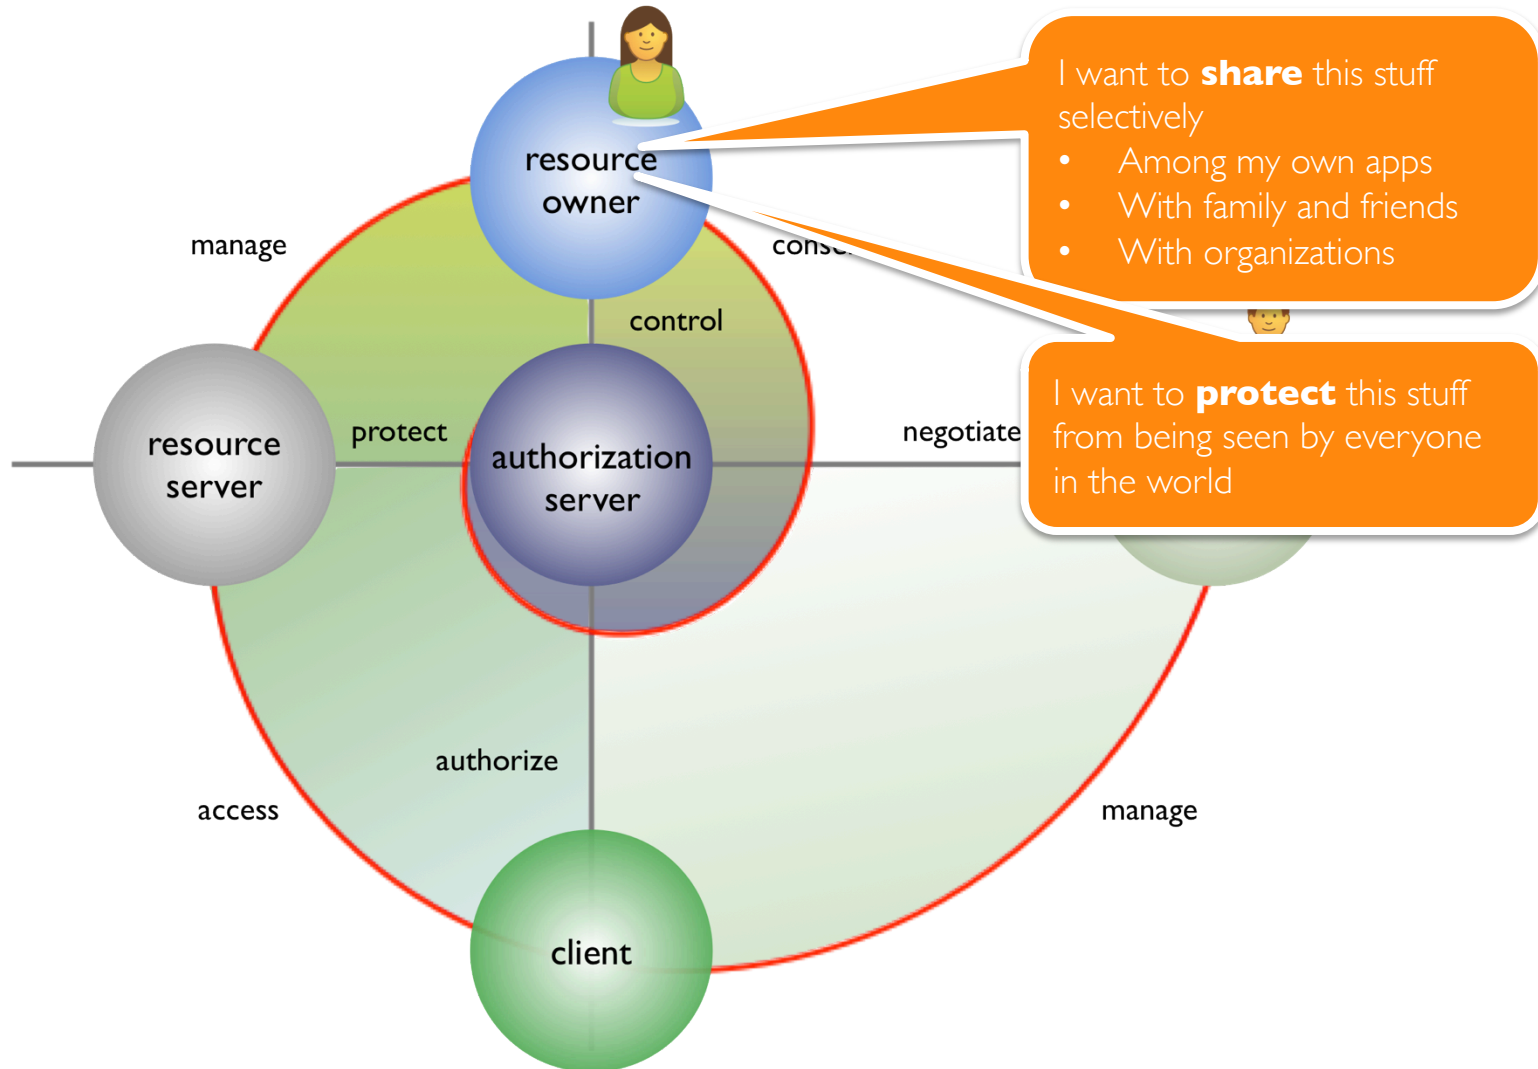 I want to share this stuff
selectively
• Among my own apps
• With family and friends
• With organizations
resource
owner
manage
control
I want to protect this stuff
from being seen by everyone
in the world
resource
server
protect
authorization
server
negotiate
authorize
access
manage
client